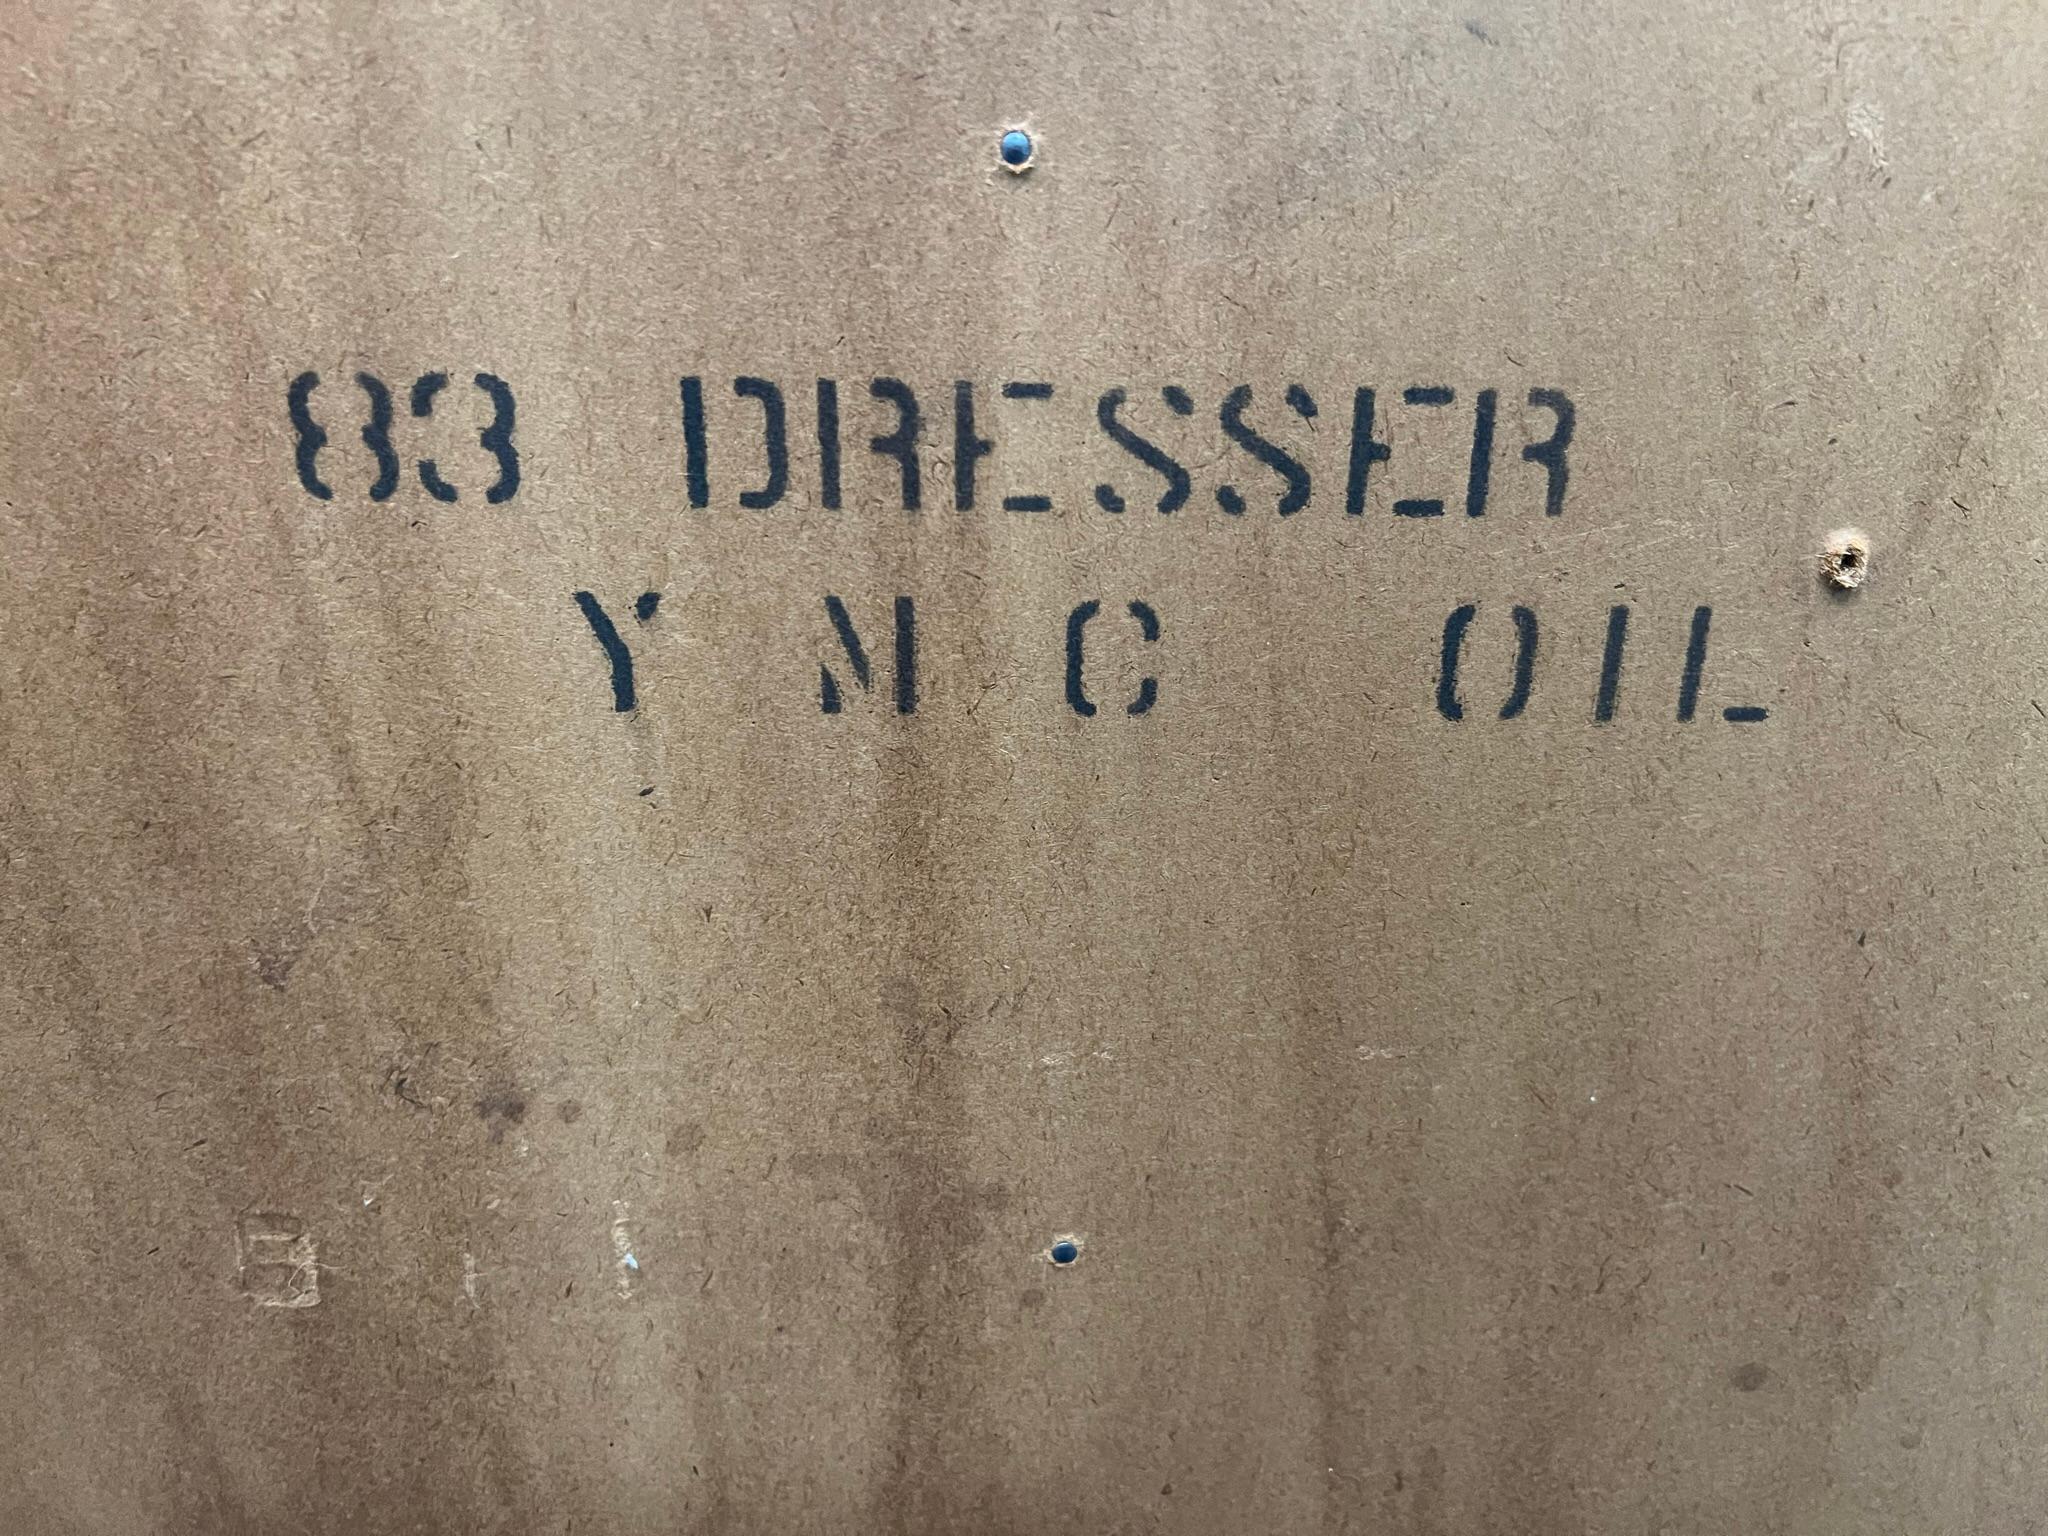 83 DRESSER
Y M C OIL